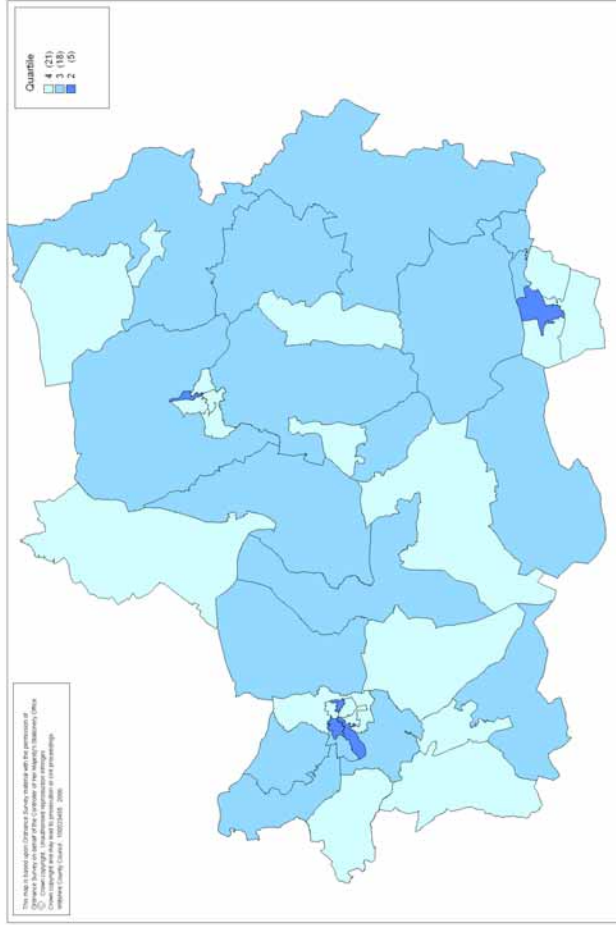 This map is based upon Ordnance Survey material with the permission of
Ordnance Survey on behalf of the Controller of Her Majesty's Stationery Office
© Crown copyright. Unauthorised reproduction infringes
Crown copyright and may lead to prosecution or civil proceedings.
Wiltshire County Council 2006
Quartile
4 (21)
3 (18)
2 (5)